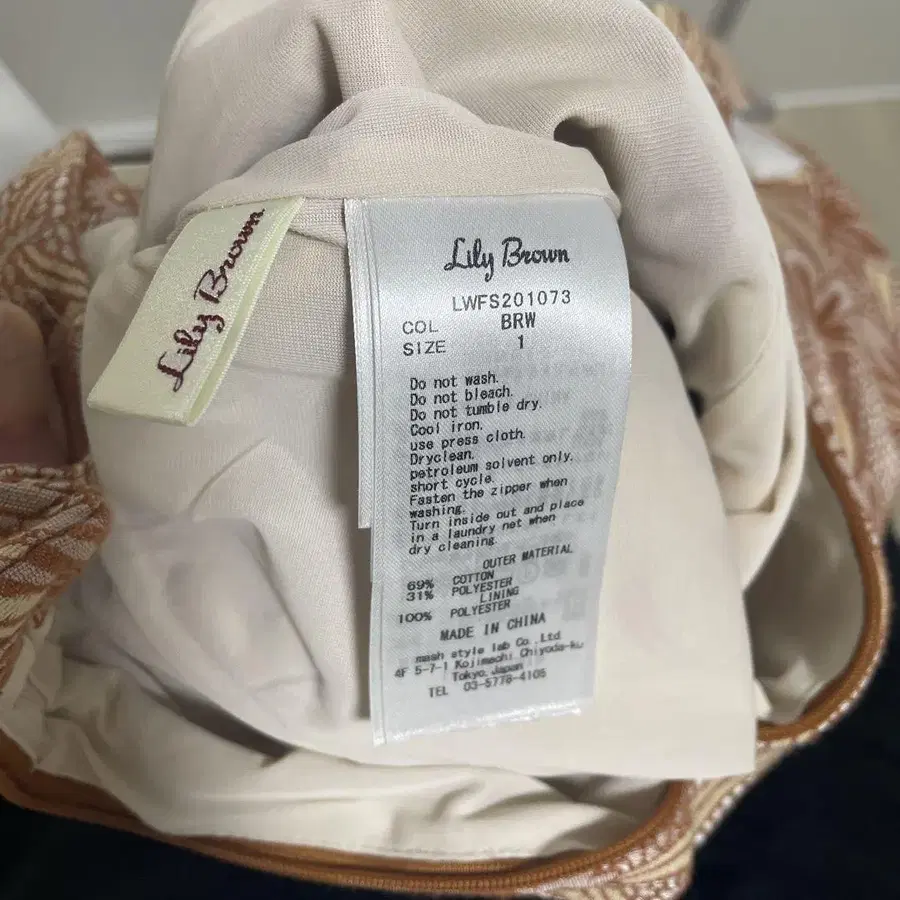 Lily Brown
Lily Brown
LWFS201073
COL BRW
SIZE 1
Do not wash.
Do not bleach.
Do not tumble dry.
Cool iron.
use press cloth.
Dryclean.
petroleum solvent only.
short cycle.
Fasten the zipper when
washing.
Turn inside out and place
in a laundry net when
dry cleaning.
OUTER MATERIAL
69% COTTON
31% POLYESTER
LINING
100% POLYESTER
MADE IN CHINA
mash style lab Co.,Ltd.
4F 5-7-1 Kojimachi,Chiyoda-ku
Tokyo,Japan
TEL 03-5778-4105